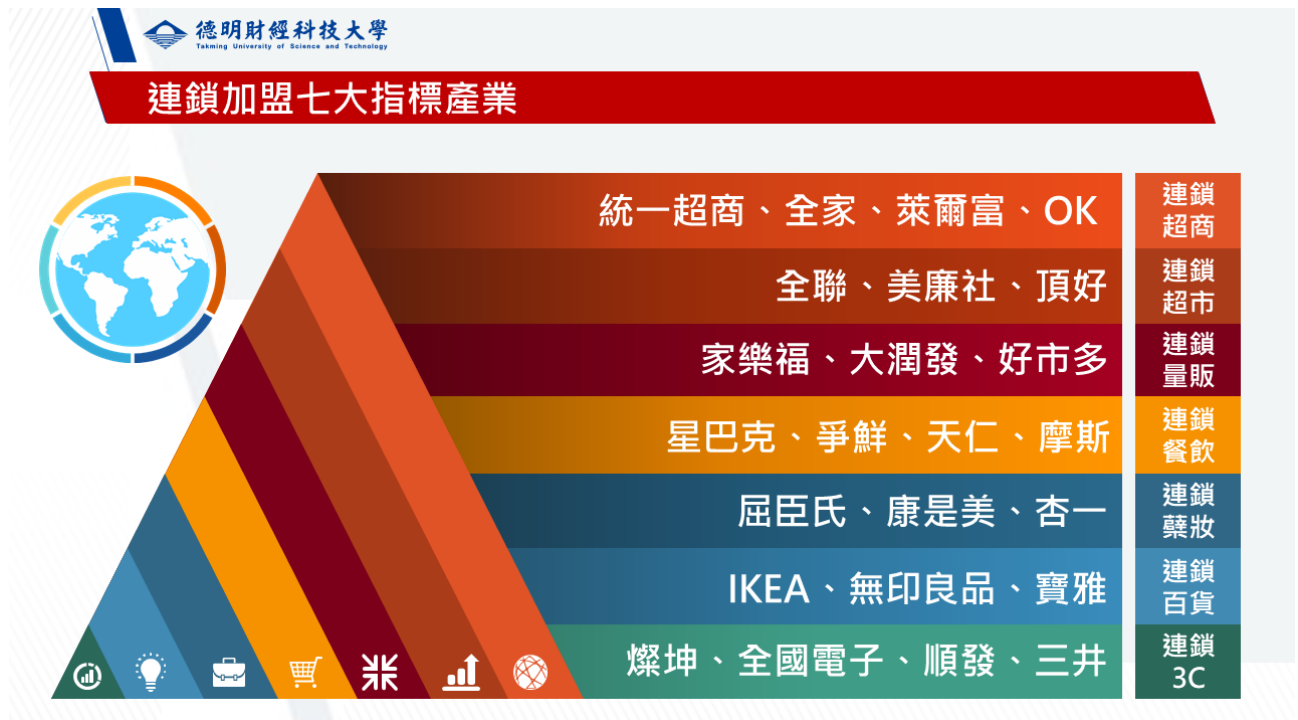 德明財經科技大學
Takming University of Science and Technology
連鎖加盟七大指標產業
統一超商、全家、萊爾富、OK
連鎖
超商
全聯、美廉社、頂好
連鎖
超市
家樂福、大潤發、好市多
連鎖
量販
星巴克、爭鮮、天仁、摩斯
連鎖
餐飲
屈臣氏、康是美、杏一
連鎖
藥妝
IKEA、無印良品、寶雅
連鎖
百貨
燦坤、全國電子、順發、三井
連鎖
3C